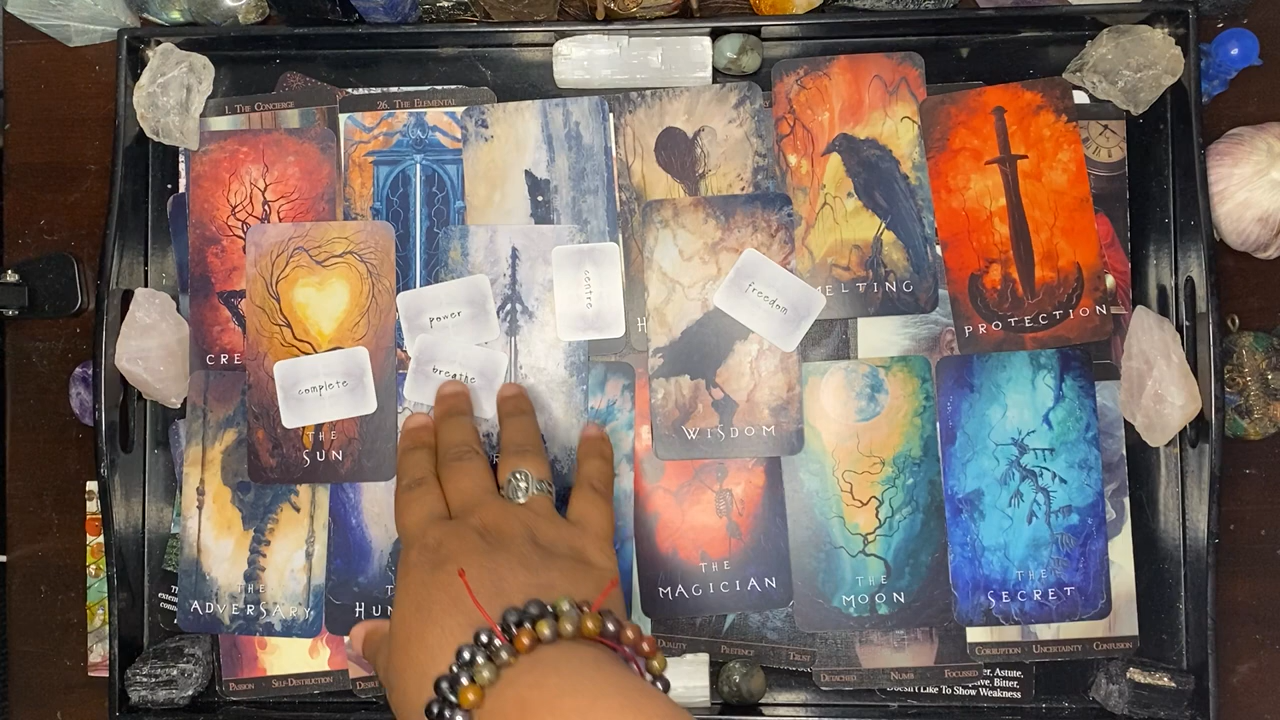 1. THE CONCIERGE
26. THE ELEMENTAL
MELTING
PROTECTION
CRE
THE
SUN
complete
power
breathe
centre
freedom
WISDOM
THE
ADVERSARY
HUN
THE
MAGICIAN
THE
MOON
THE
SECRET
PASSION · SELF-DESTRUCTION
TRUST
DETACHED · NUMB · FOCUSSED
CORRUPTION · UNCERTAINTY · CONFUSION
Astute,
Bitter,
Doesn't Like To Show Weakness